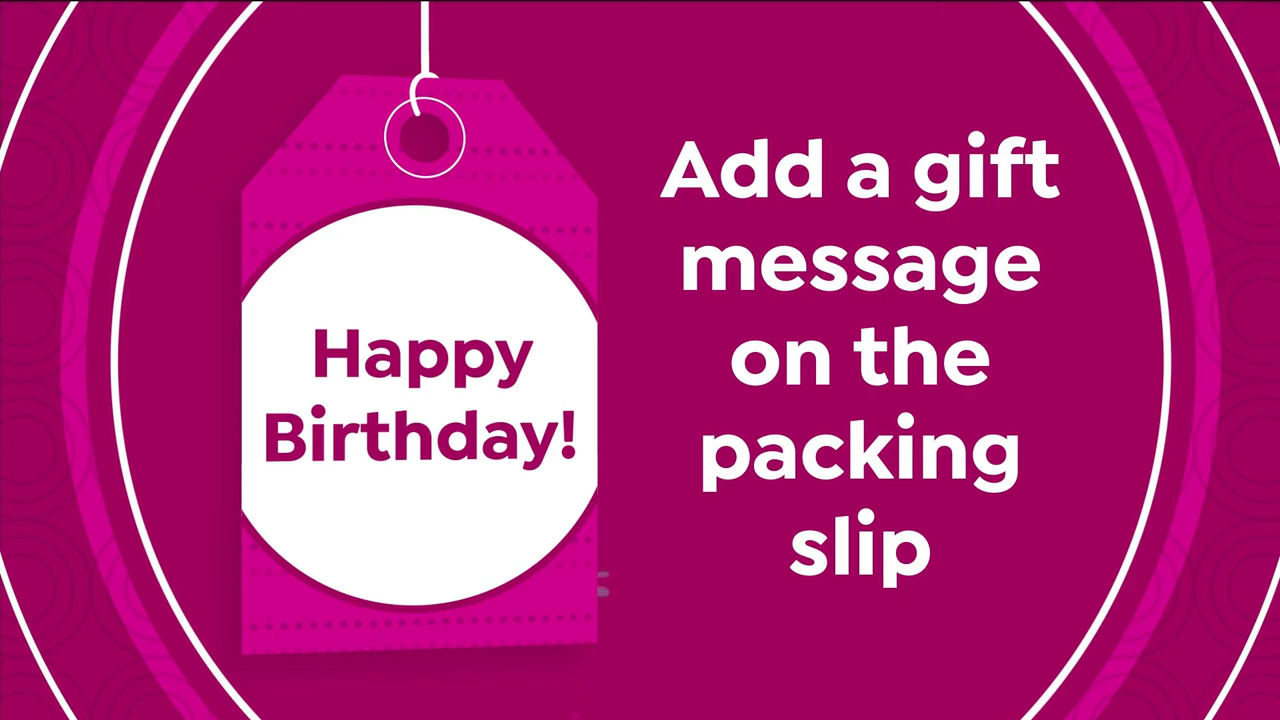 Happy
Birthday!
Add a gift
message
on the
packing
slip